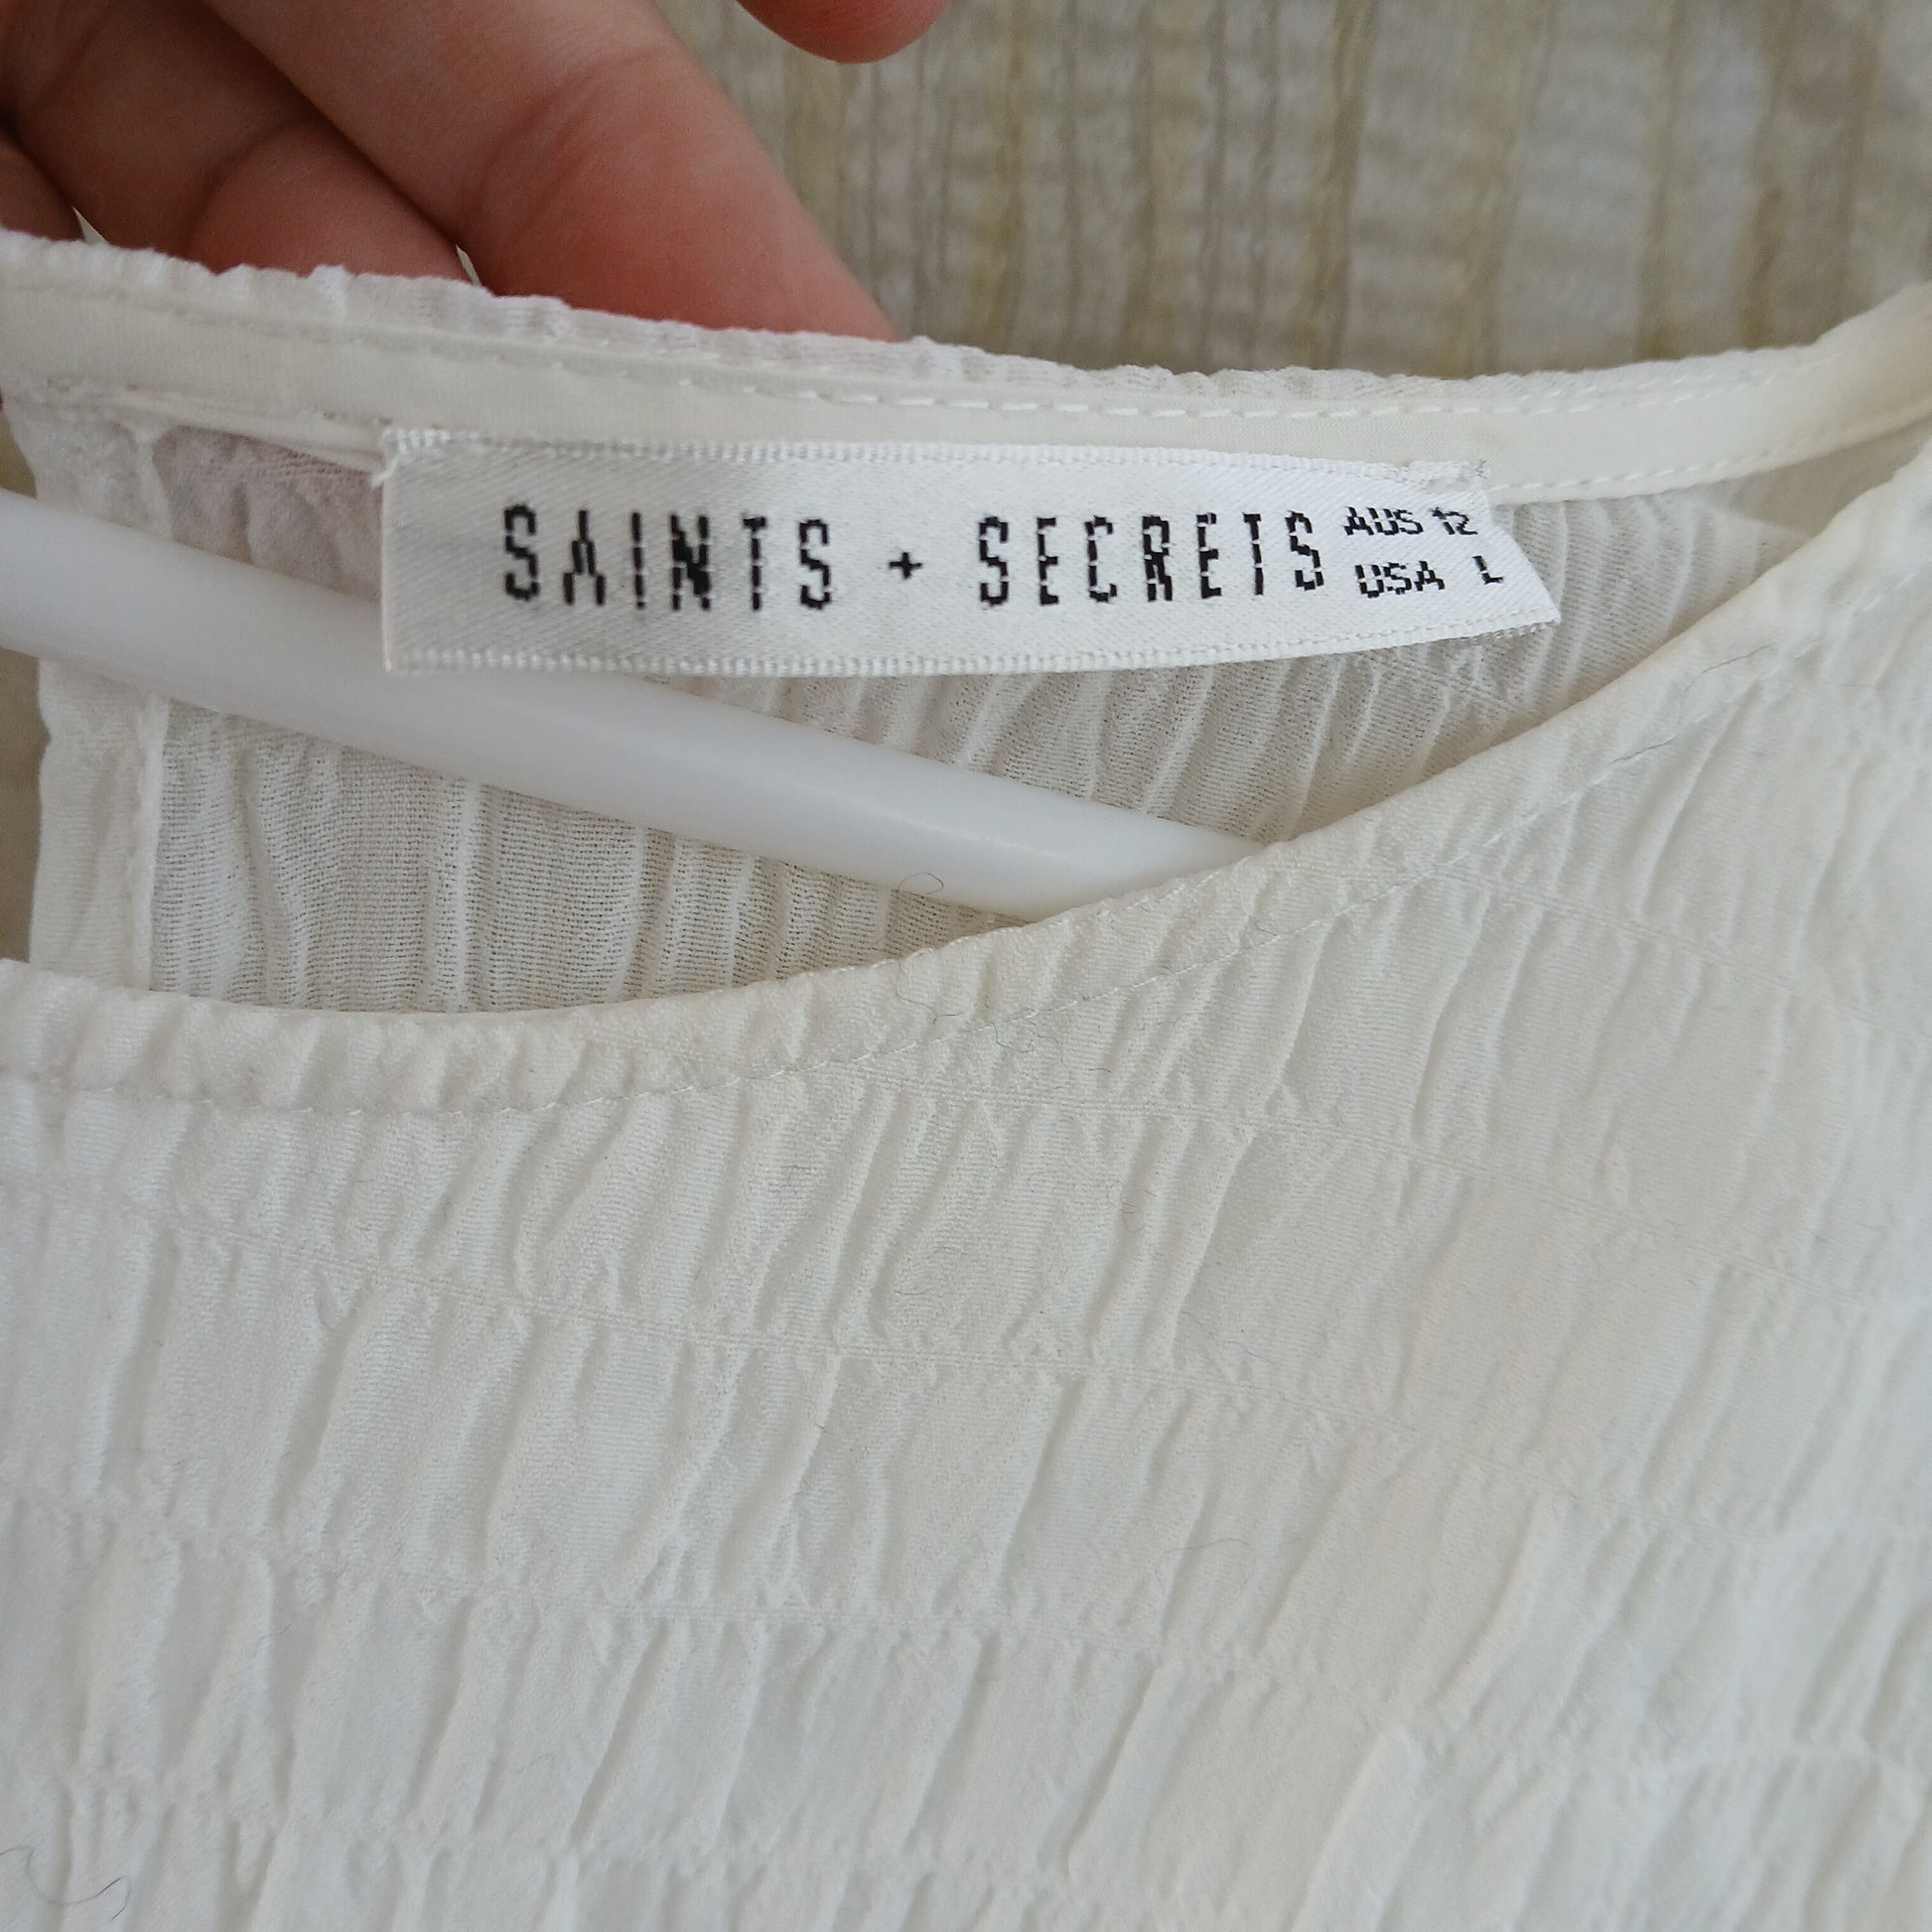 SAINTS + SECRETS
AUS 12
USA L